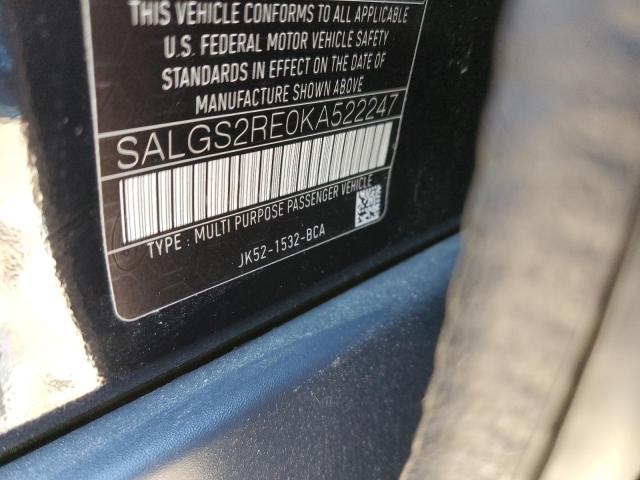 THIS VEHICLE CONFORMS TO ALL APPLICABLE
U.S. FEDERAL MOTOR VEHICLE SAFETY
STANDARDS IN EFFECT ON THE DATE OF
MANUFACTURE SHOWN ABOVE
SALGS2RE0KA522247
TYPE : MULTI PURPOSE PASSENGER VEHICLE
JK52-1532-BCA